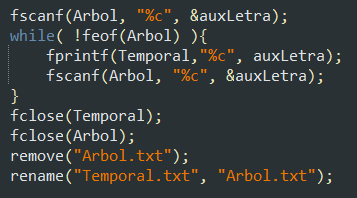 fscanf(Arbol, "%c", &auxLetra);
while( !feof(Arbol) ){
    fprintf(Temporal,"%c", auxLetra);
    fscanf(Arbol, "%c", &auxLetra);
}
fclose(Temporal);
fclose(Arbol);
remove("Arbol.txt");
rename("Temporal.txt", "Arbol.txt");